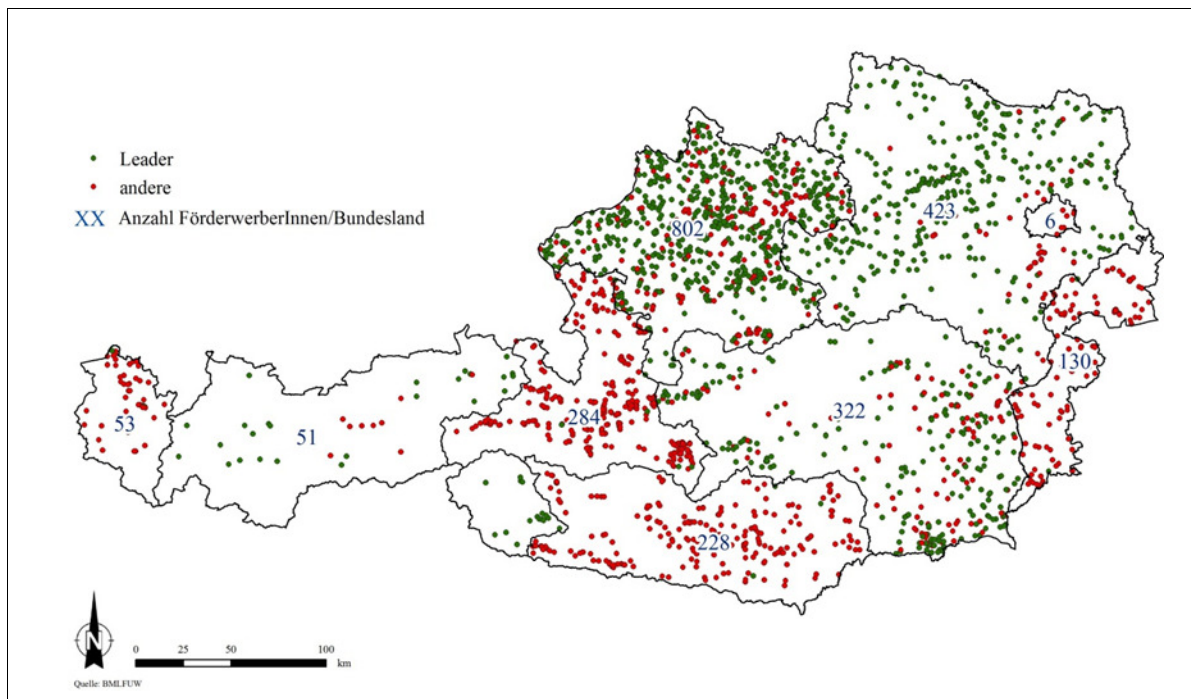 Leader
andere
XX Anzahl FörderwerberInnen/Bundesland
802
423
6
130
53
51
284
322
228
N
0 25 50 100
km
Quelle: BMLFUW